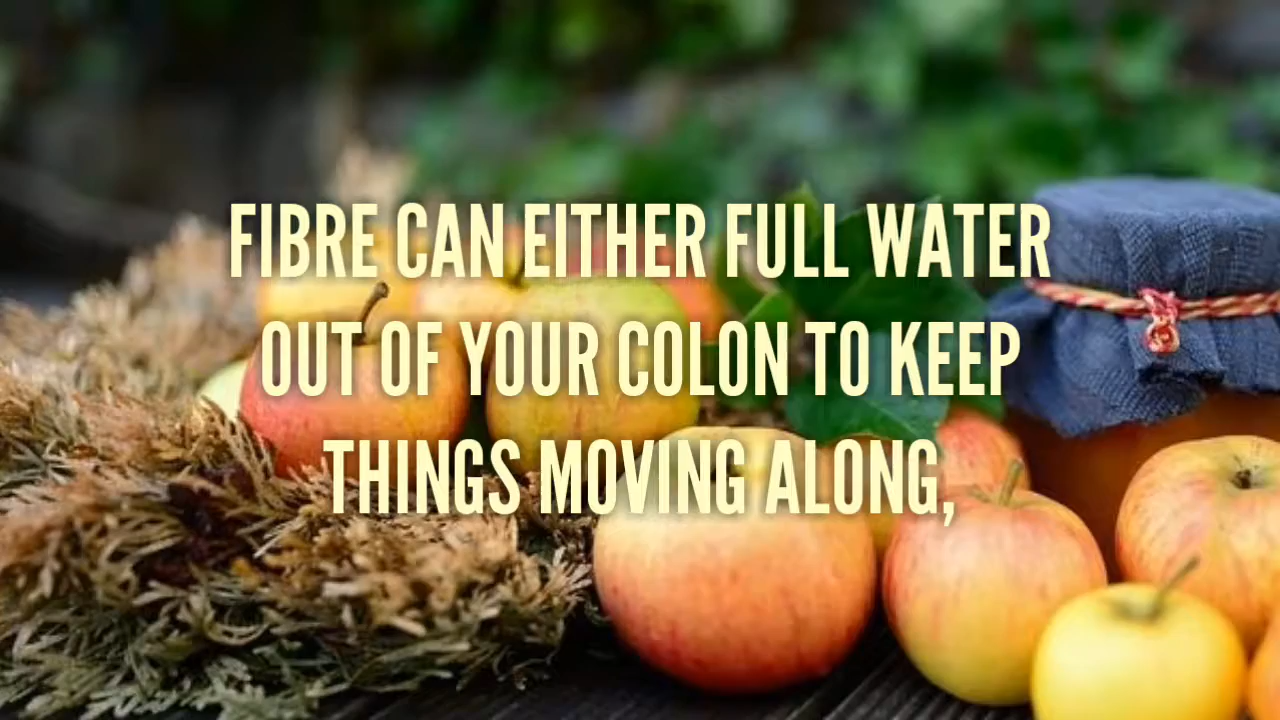 FIBRE CAN EITHER FULL WATER
OUT OF YOUR COLON TO KEEP
THINGS MOVING ALONG,